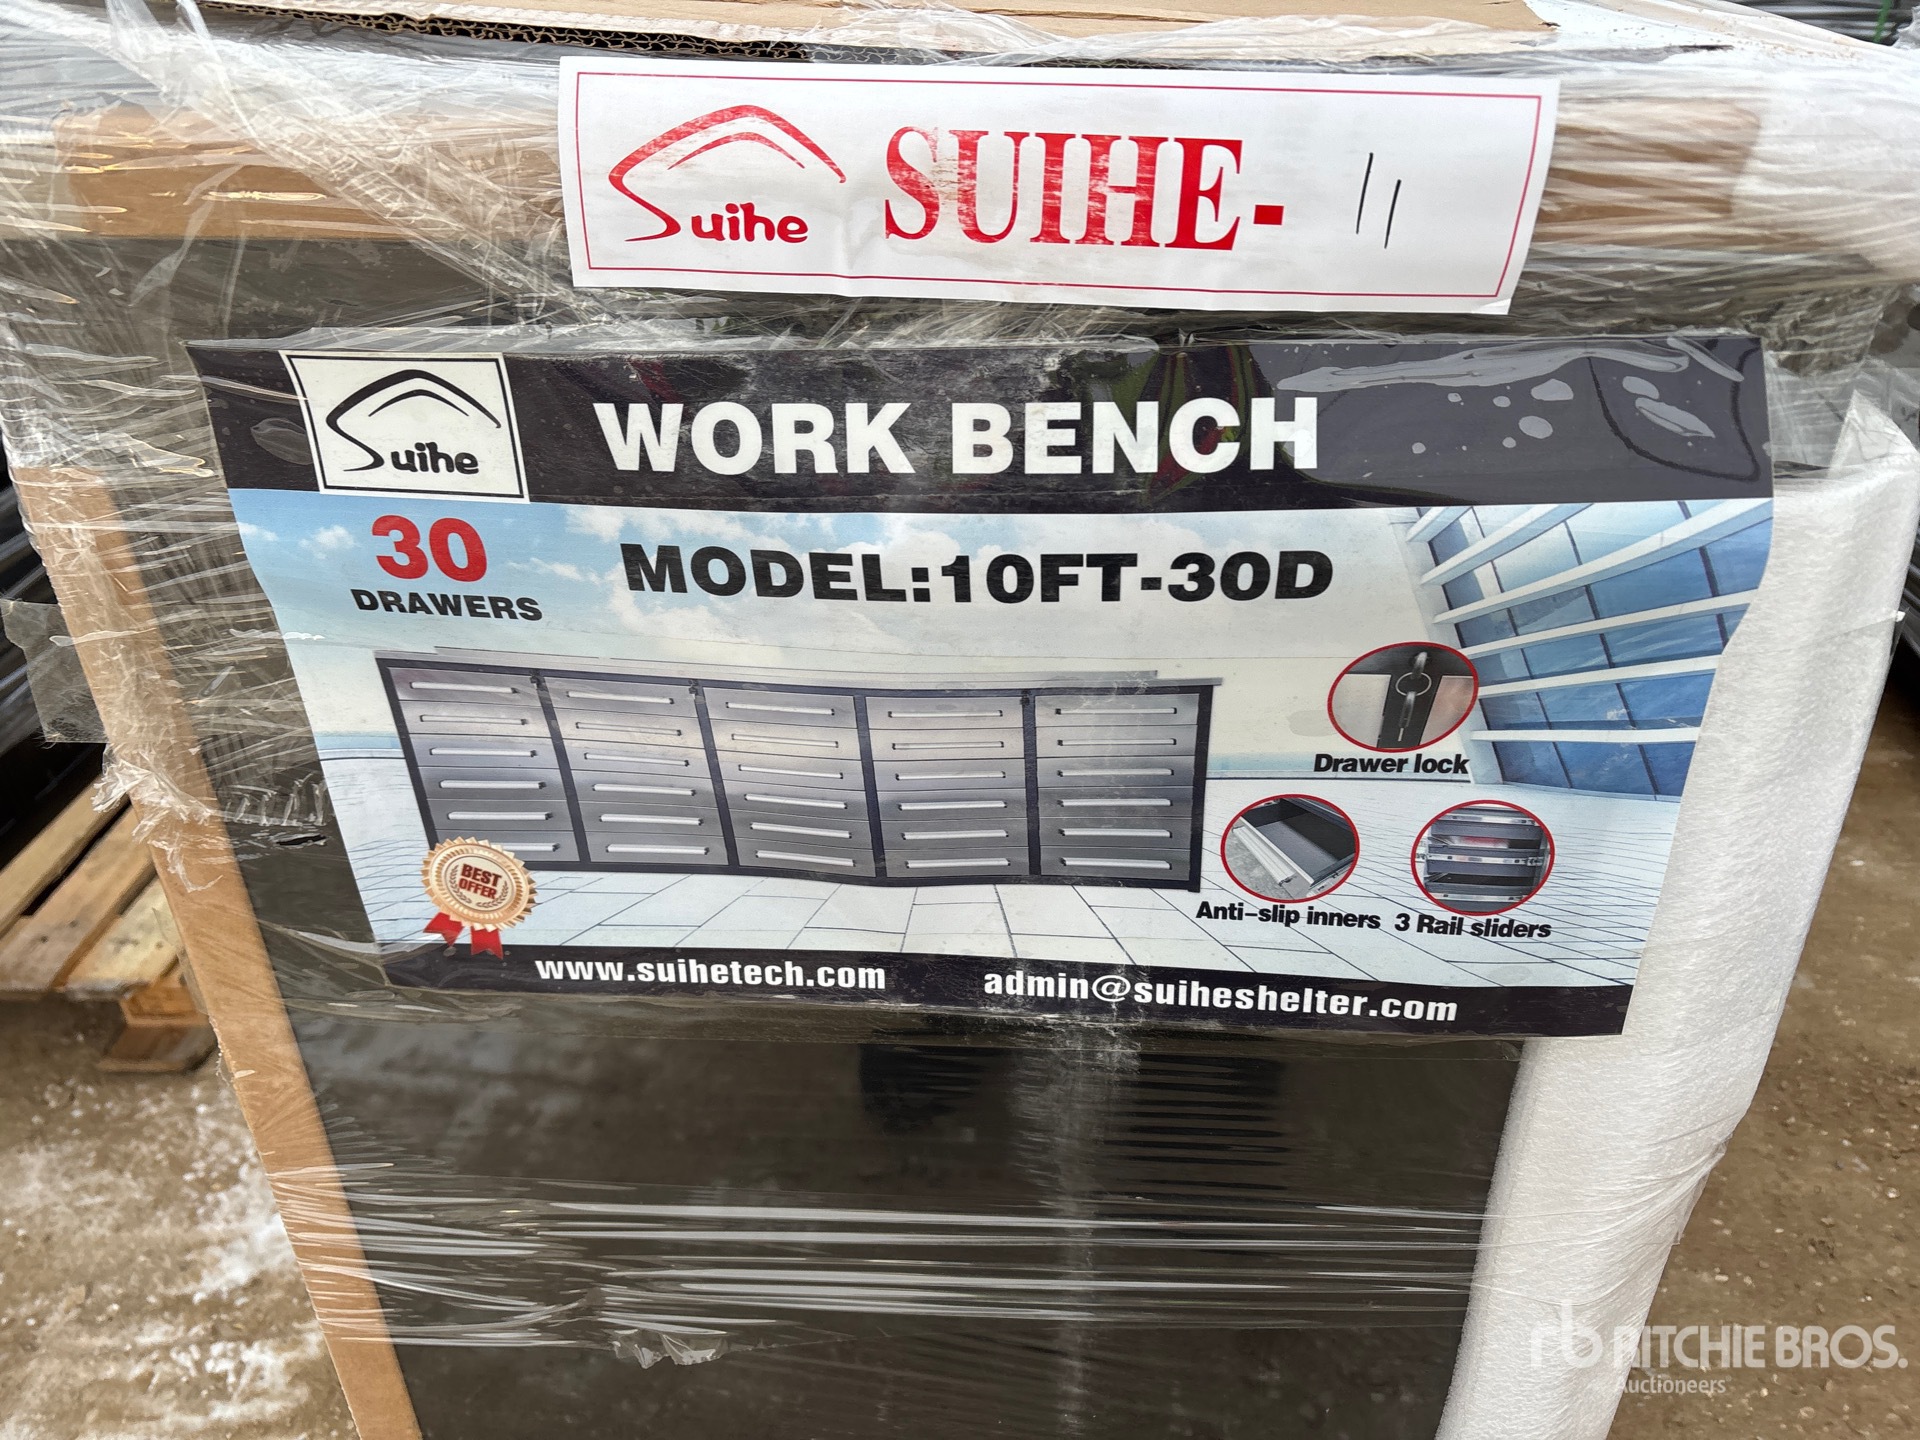 Suihe SUIHE- 11
Suihe
WORK BENCH
30
DRAWERS
MODEL:10FT-30D
Drawer lock
BEST
OFFER
Anti-slip inners
3 Rail sliders
www.suihetech.com
admin@suiheshelter.com
rb RITCHIE BROS.
Auctioneers